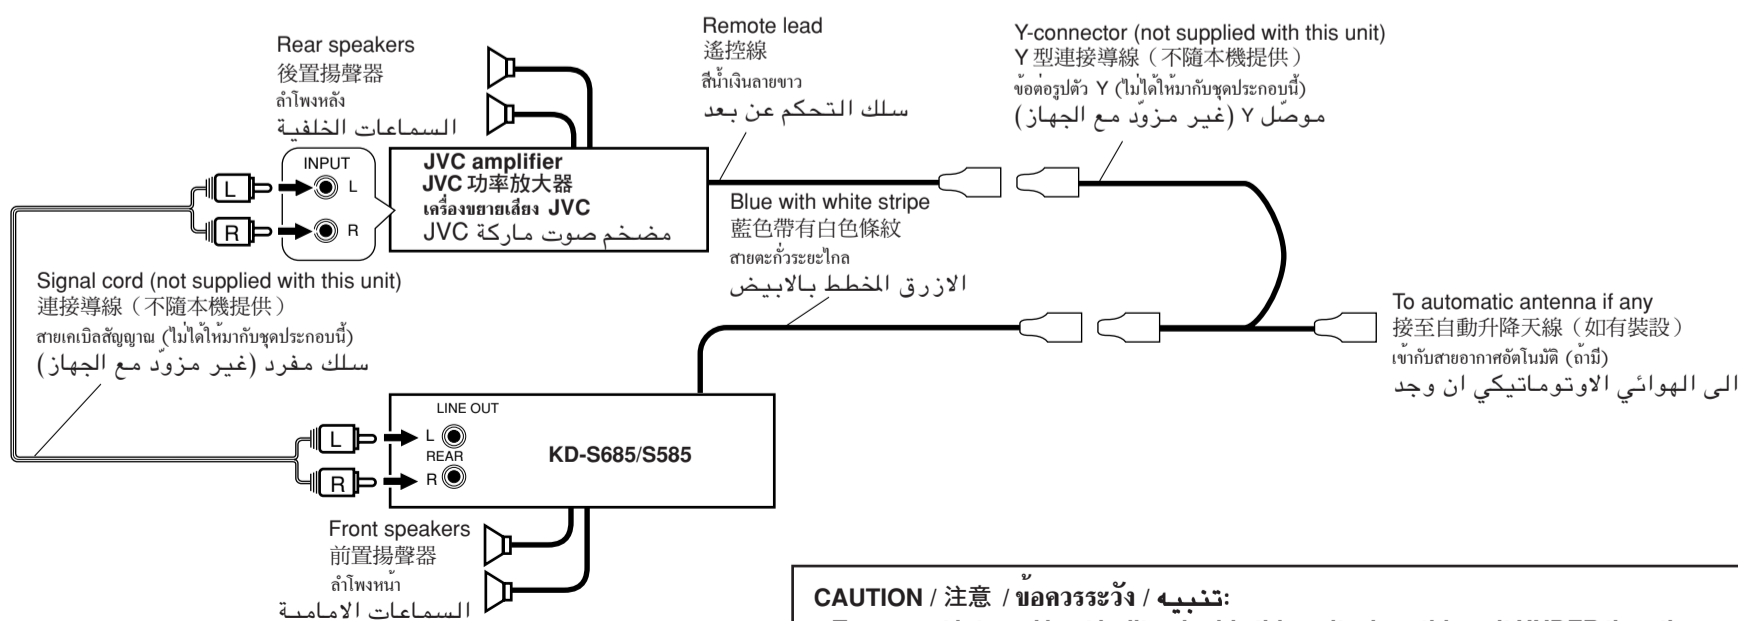 Rear speakers
後置揚聲器
ลำโพงหลัง
السماعات الخلفية
Remote lead
遙控線
สีน้ำเงินลายขาว
سلك التحكم عن بعد
Y-connector (not supplied with this unit)
Y 型連接導線（不隨本機提供）
ข้อต่อรูปตัว Y (ไม่ได้ให้มากับชุดประกอบนี้)
موصّل Y (غير مزوّد مع الجهاز)
INPUT
L
L
R
R
JVC amplifier
JVC 功率放大器
เครื่องขยายเสียง JVC
مضخم صوت ماركة JVC
Blue with white stripe
藍色帶有白色條紋
สายตะกั่วระยะไกล
الازرق المخطط بالابيض
Signal cord (not supplied with this unit)
連接導線（不隨本機提供）
สายเคเบิลสัญญาณ (ไม่ได้ให้มากับชุดประกอบนี้)
سلك مفرد (غير مزوّد مع الجهاز)
To automatic antenna if any
接至自動升降天線（如有裝設）
เข้ากับสายอากาศอัตโนมัติ (ถ้ามี)
الى الهوائي الاوتوماتيكي ان وجد
LINE OUT
L
L
REAR
R
R
KD-S685/S585
Front speakers
前置揚聲器
ลำโพงหน้า
السماعات الامامية
CAUTION / 注意 / ข้อควรระวัง / تنبيه: